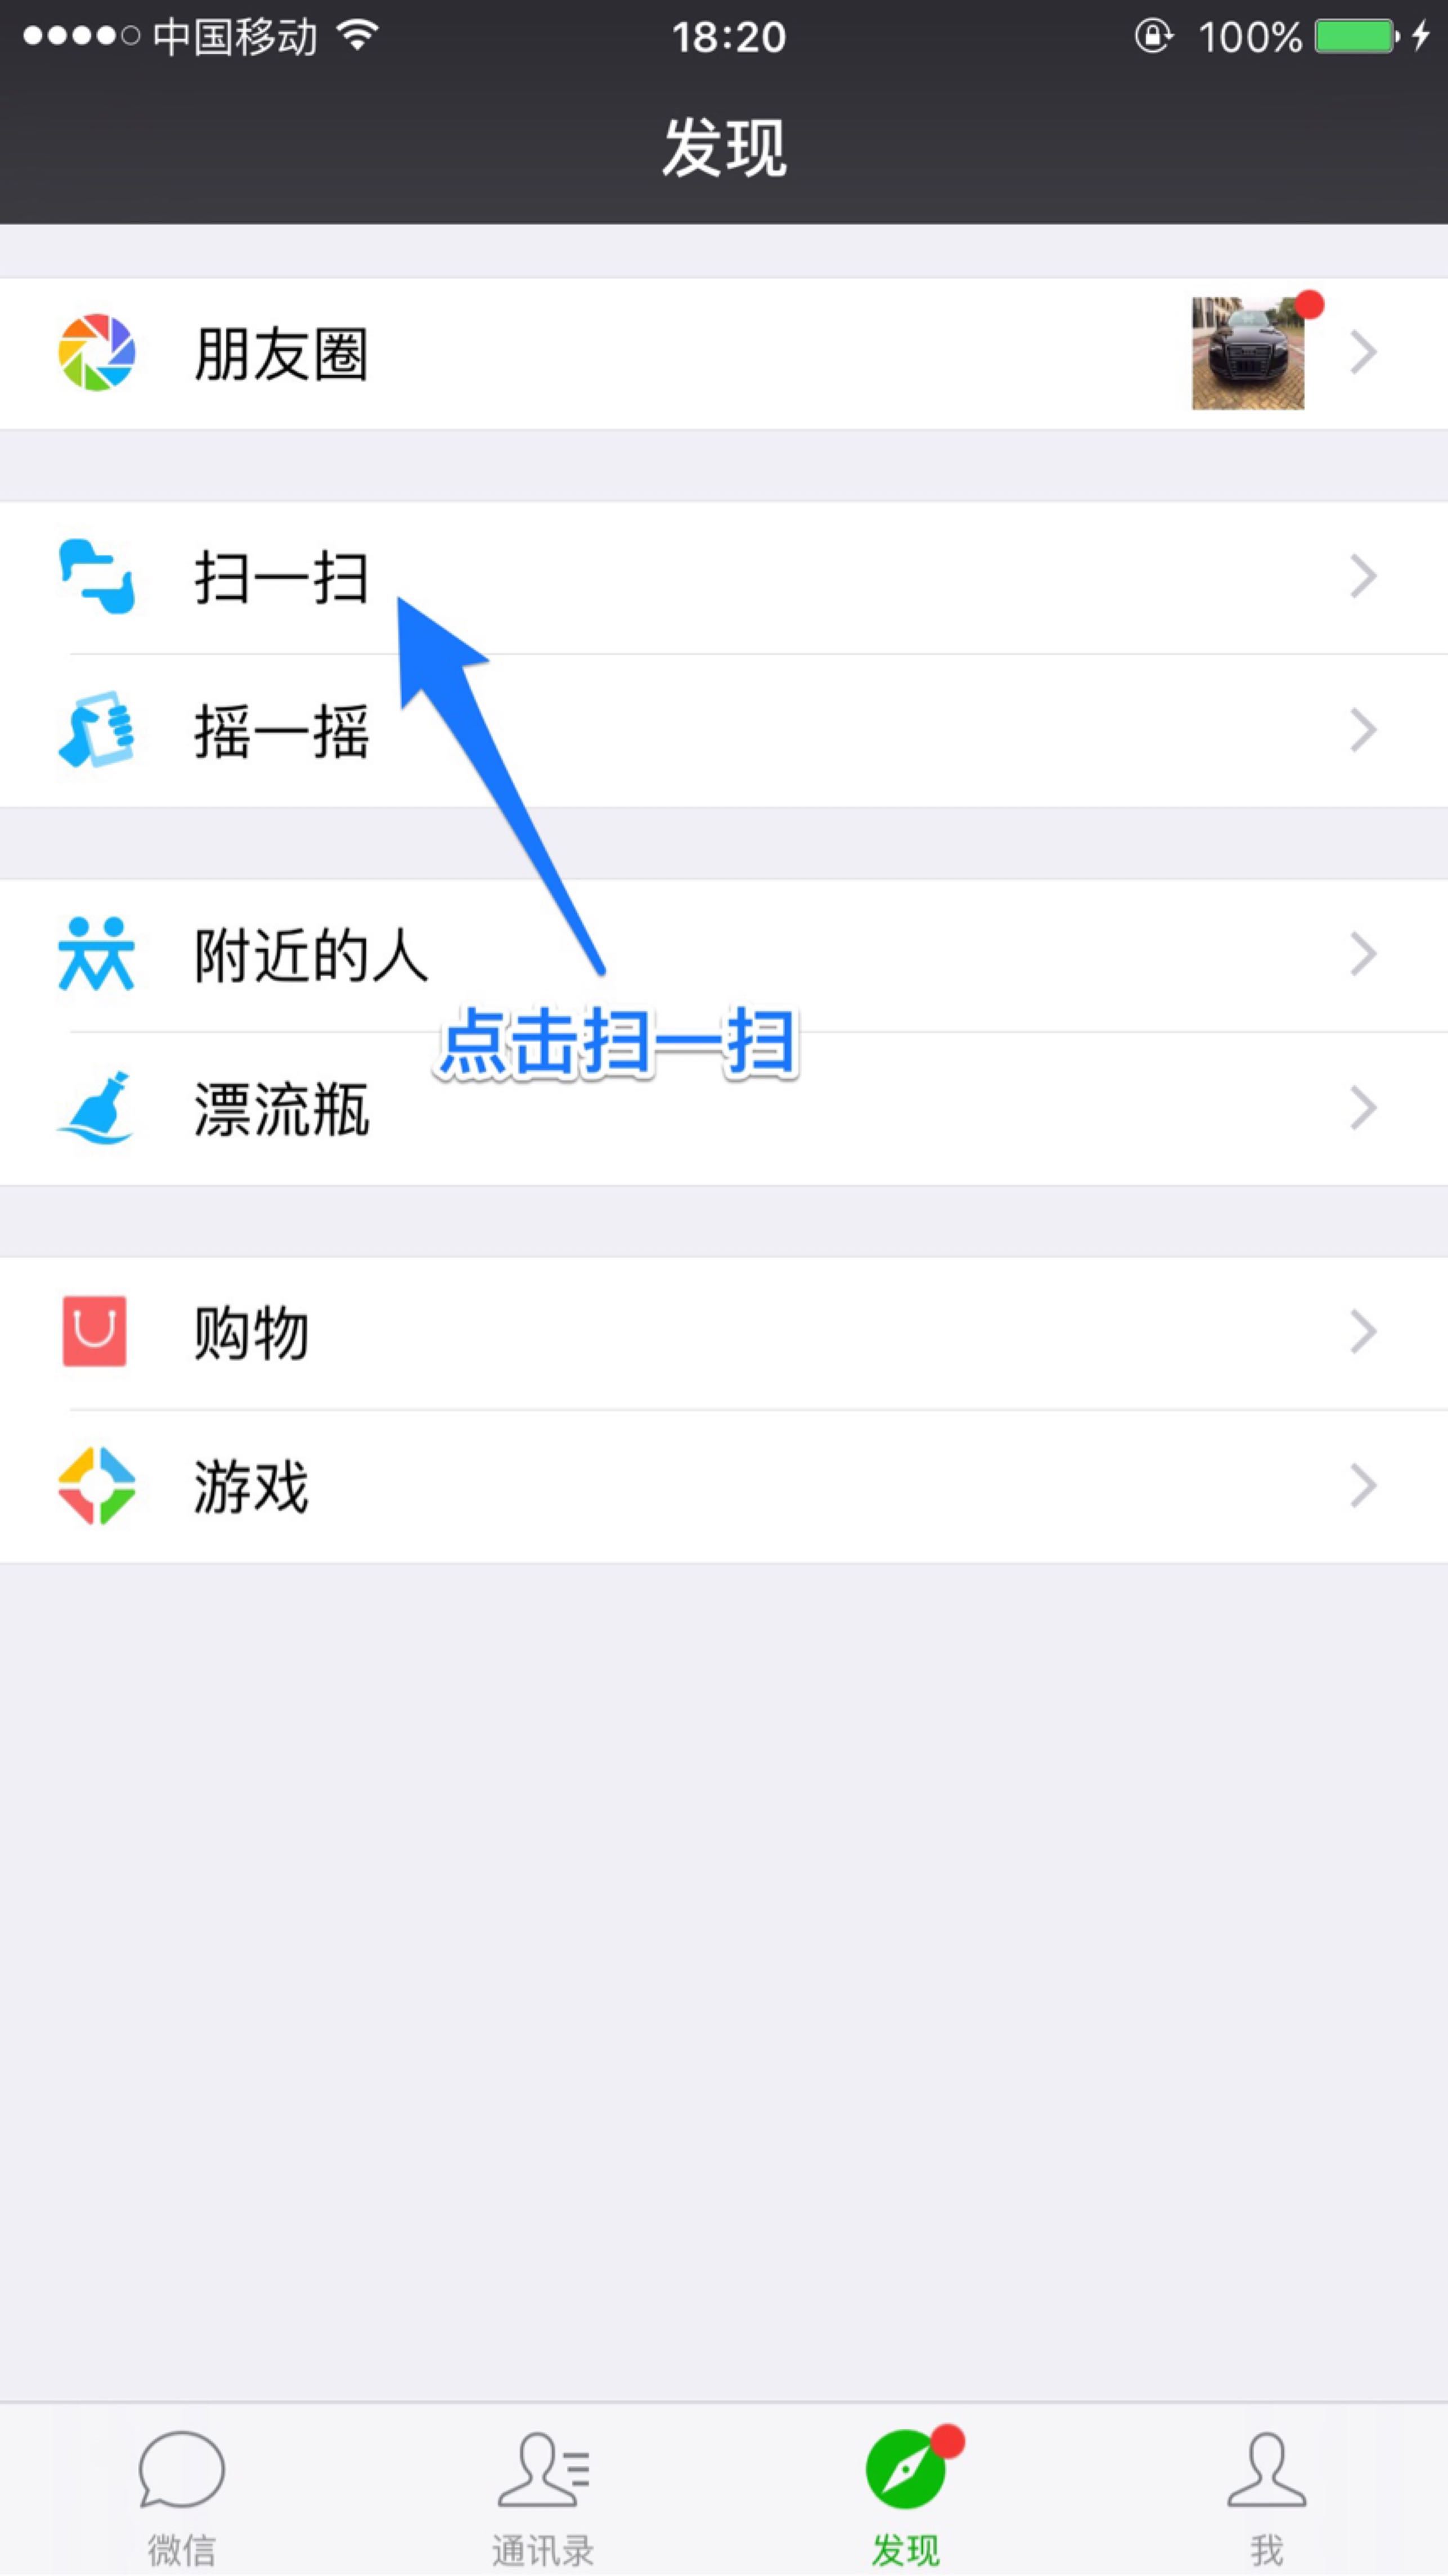 中国移动 18:20 100%
发现
朋友圈
扫一扫
摇一摇
附近的人
点击扫一扫
漂流瓶
购物
游戏
微信 通讯录 发现 我